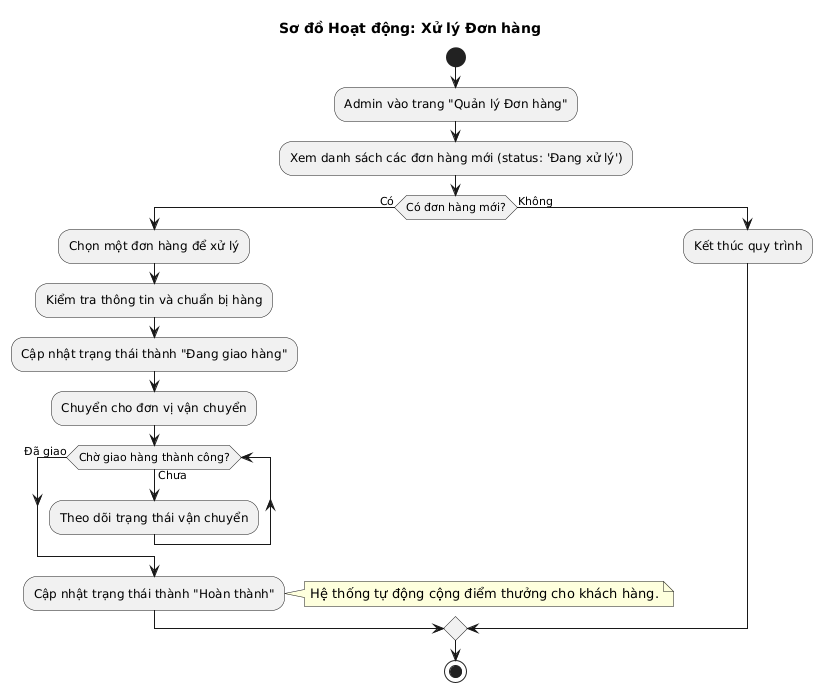 Sơ đồ Hoạt động: Xử lý Đơn hàng
Admin vào trang "Quản lý Đơn hàng"
Xem danh sách các đơn hàng mới (status: 'Đang xử lý')
Có đơn hàng mới?
Có
Không
Chọn một đơn hàng để xử lý
Kết thúc quy trình
Kiểm tra thông tin và chuẩn bị hàng
Cập nhật trạng thái thành "Đang giao hàng"
Chuyển cho đơn vị vận chuyển
Chờ giao hàng thành công?
Đã giao
Chưa
Theo dõi trạng thái vận chuyển
Cập nhật trạng thái thành "Hoàn thành"
Hệ thống tự động cộng điểm thưởng cho khách hàng.